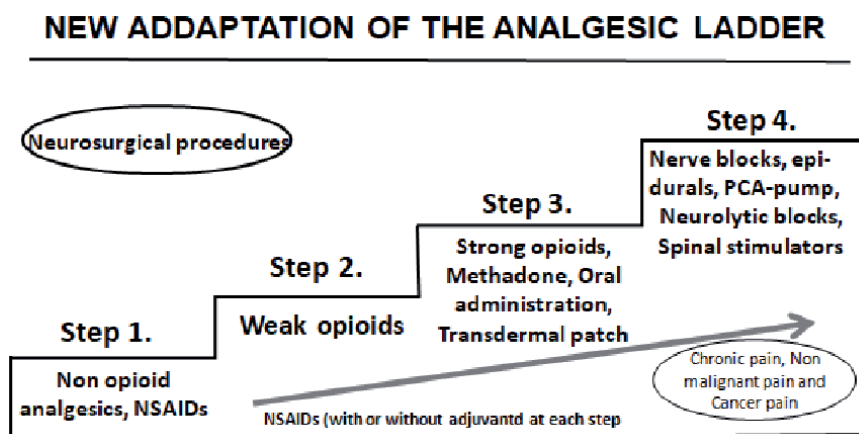 NEW ADDAPTATION OF THE ANALGESIC LADDER
Neurosurgical procedures
Step 1.
Non opioid
analgesics, NSAIDs
Step 2.
Weak opioids
Step 3.
Strong opioids,
Methadone, Oral
administration,
Transdermal patch
Step 4.
Nerve blocks, epi-
durals, PCA-pump,
Neurolytic blocks,
Spinal stimulators
NSAIDs (with or without adjuvantd at each step
Chronic pain, Non
malignant pain and
Cancer pain